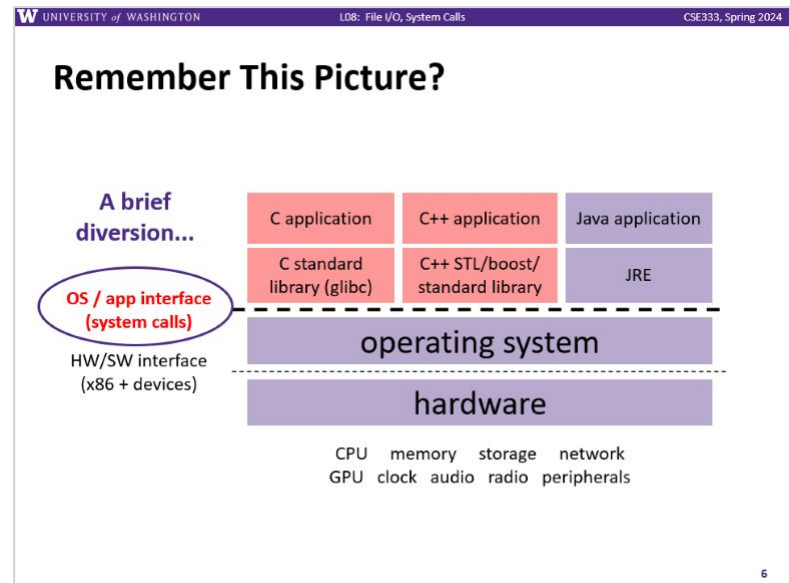 W UNIVERSITY of WASHINGTON
L08: File I/O, System Calls
CSE333, Spring 2024
Remember This Picture?
A brief
diversion...
C application
C++ application
Java application
C standard
library (glibc)
C++ STL/boost/
standard library
JRE
OS / app interface
(system calls)
operating system
HW/SW interface
(x86 + devices)
hardware
CPU memory storage network
GPU clock audio radio peripherals
6